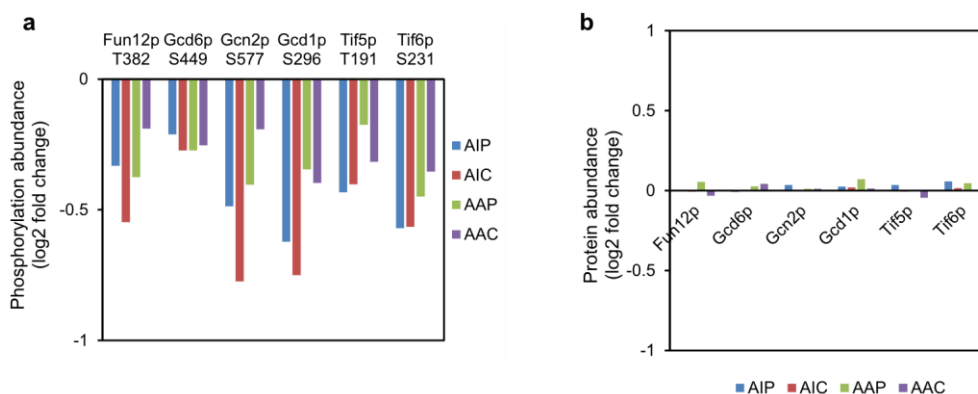 a
Fun12p Gcd6p Gcn2p Gcd1p Tif5p Tif6p
T382 S449 S577 S296 T191 S231
0
-0.5
-1
Phosphorylation abundance
(log2 fold change)
AIP
AIC
AAP
AAC
b
1
0.5
0
-0.5
-1
Protein abundance
(log2 fold change)
Fun12p
Gcd6p
Gcn2p
Gcd1p
Tif5p
Tif6p
AIP AIC AAP AAC